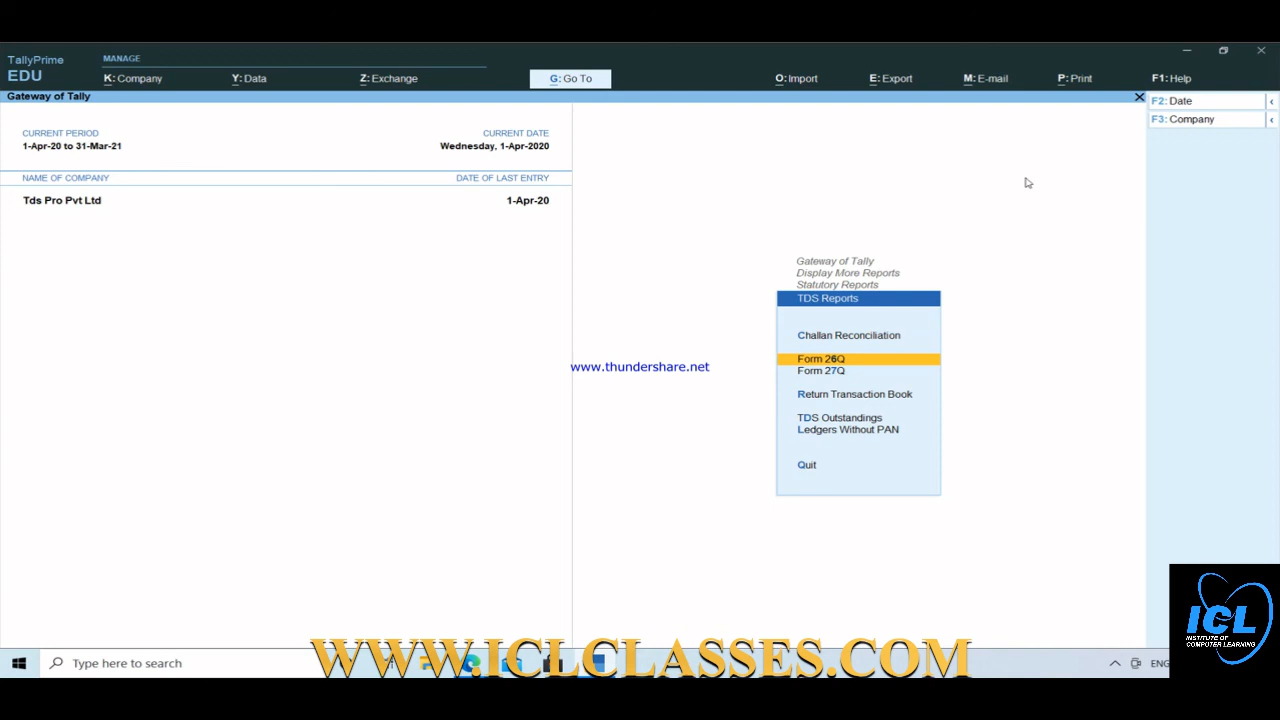 TallyPrime
EDU
MANAGE
K: Company
Y: Data
Z: Exchange
G: Go To
O: Import
E: Export
M: E-mail
P: Print
F1: Help
Gateway of Tally
F2: Date
F3: Company
CURRENT PERIOD
CURRENT DATE
1-Apr-20 to 31-Mar-21
Wednesday, 1-Apr-2020
NAME OF COMPANY
DATE OF LAST ENTRY
Tds Pro Pvt Ltd
1-Apr-20
Gateway of Tally
Display More Reports
Statutory Reports
TDS Reports
Challan Reconciliation
Form 26Q
Form 27Q
Return Transaction Book
TDS Outstandings
Ledgers Without PAN
Quit
www.thundershare.net
WWW.ICLCLASSES.COM
Type here to search
ENG
ICL
INSTITUTE OF
COMPUTER LEARNING